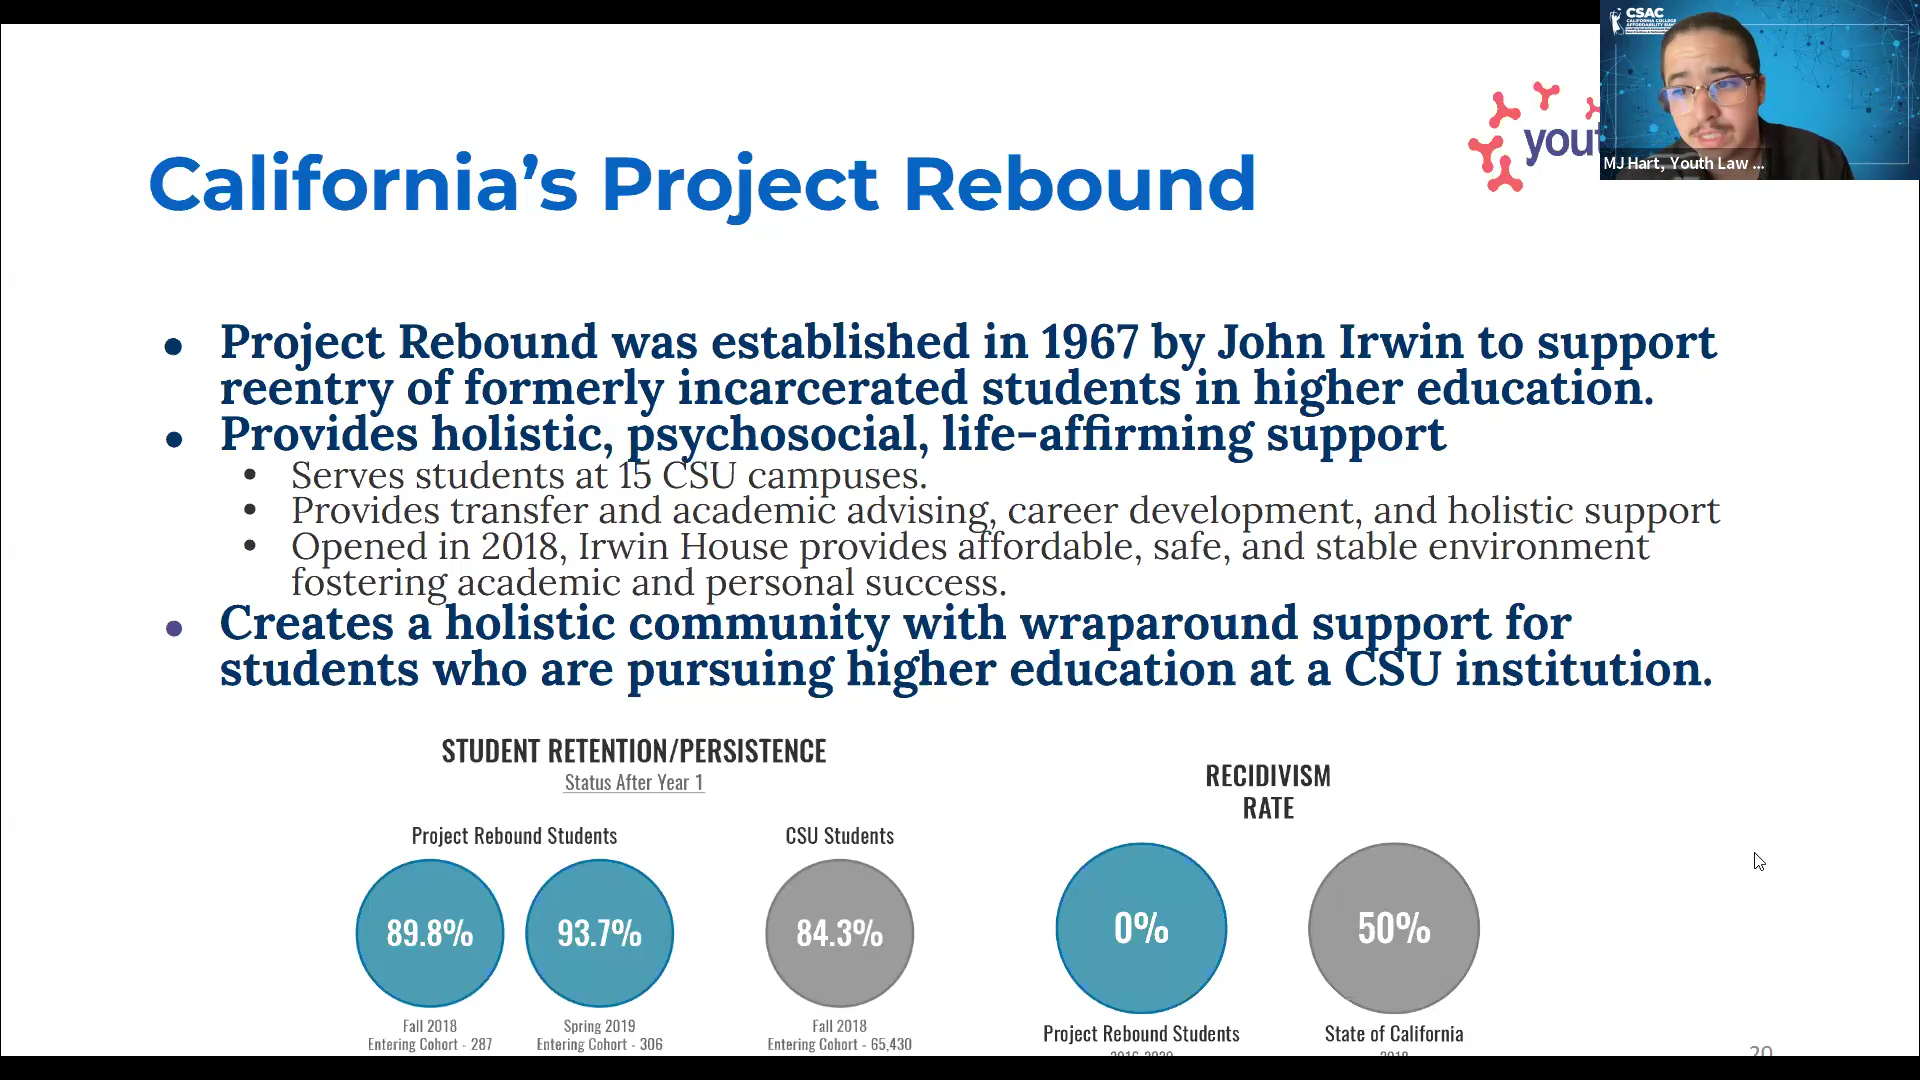 CSAC
CALIFORNIA COLLEGE
California's Project Rebound
MJ Hart, Youth Law ...
● Project Rebound was established in 1967 by John Irwin to support
reentry of formerly incarcerated students in higher education.
● Provides holistic, psychosocial, life-affirming support
• Serves students at 15 CSU campuses.
• Provides transfer and academic advising, career development, and holistic support
• Opened in 2018, Irwin House provides affordable, safe, and stable environment
fostering academic and personal success.
● Creates a holistic community with wraparound support for
students who are pursuing higher education at a CSU institution.
STUDENT RETENTION/PERSISTENCE
Status After Year 1
Project Rebound Students
CSU Students
89.8%
93.7%
84.3%
Fall 2018
Entering Cohort - 287
Spring 2019
Entering Cohort - 306
Fall 2018
Entering Cohort - 65,430
RECIDIVISM
RATE
0%
50%
Project Rebound Students
State of California
20